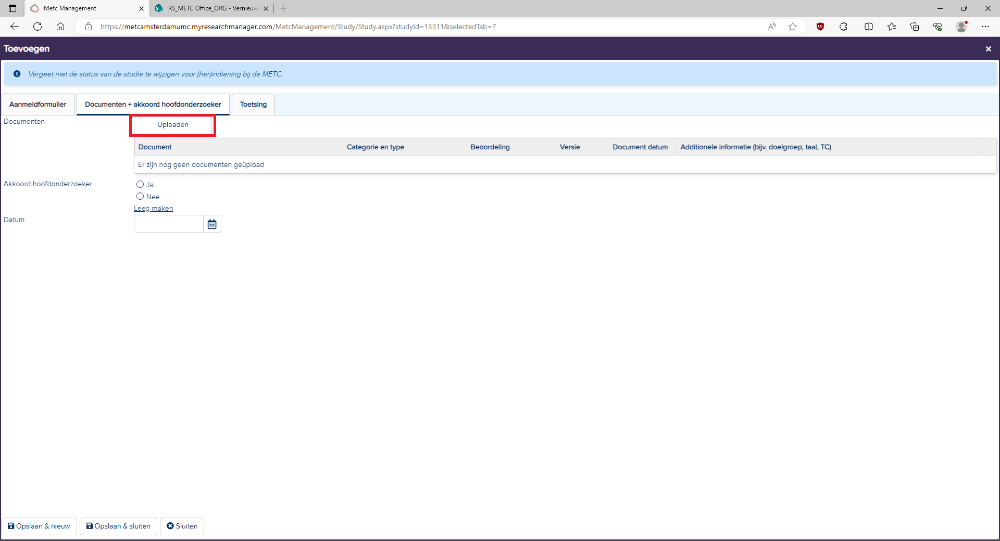 Metc Management
RS_METC Office_ORG - Vernieuw
https://metcamsterdamumc.myresearchmanager.com/MetcManagement/Study/Study.aspx?studyId=13311&selectedTab=7
Toevoegen
Vergeet niet de status van de studie te wijzigen voor (her)indiening bij de METC.
Aanmeldformulier
Documenten + akkoord hoofdonderzoeker
Toetsing
Documenten
Uploaden
Document
Categorie en type
Beoordeling
Versie
Document datum
Additionele informatie (bijv. doelgroep, taal, TC)
Er zijn nog geen documenten geüpload
Akkoord hoofdonderzoeker
Ja
Nee
Leeg maken
Datum
Opslaan & nieuw
Opslaan & sluiten
Sluiten